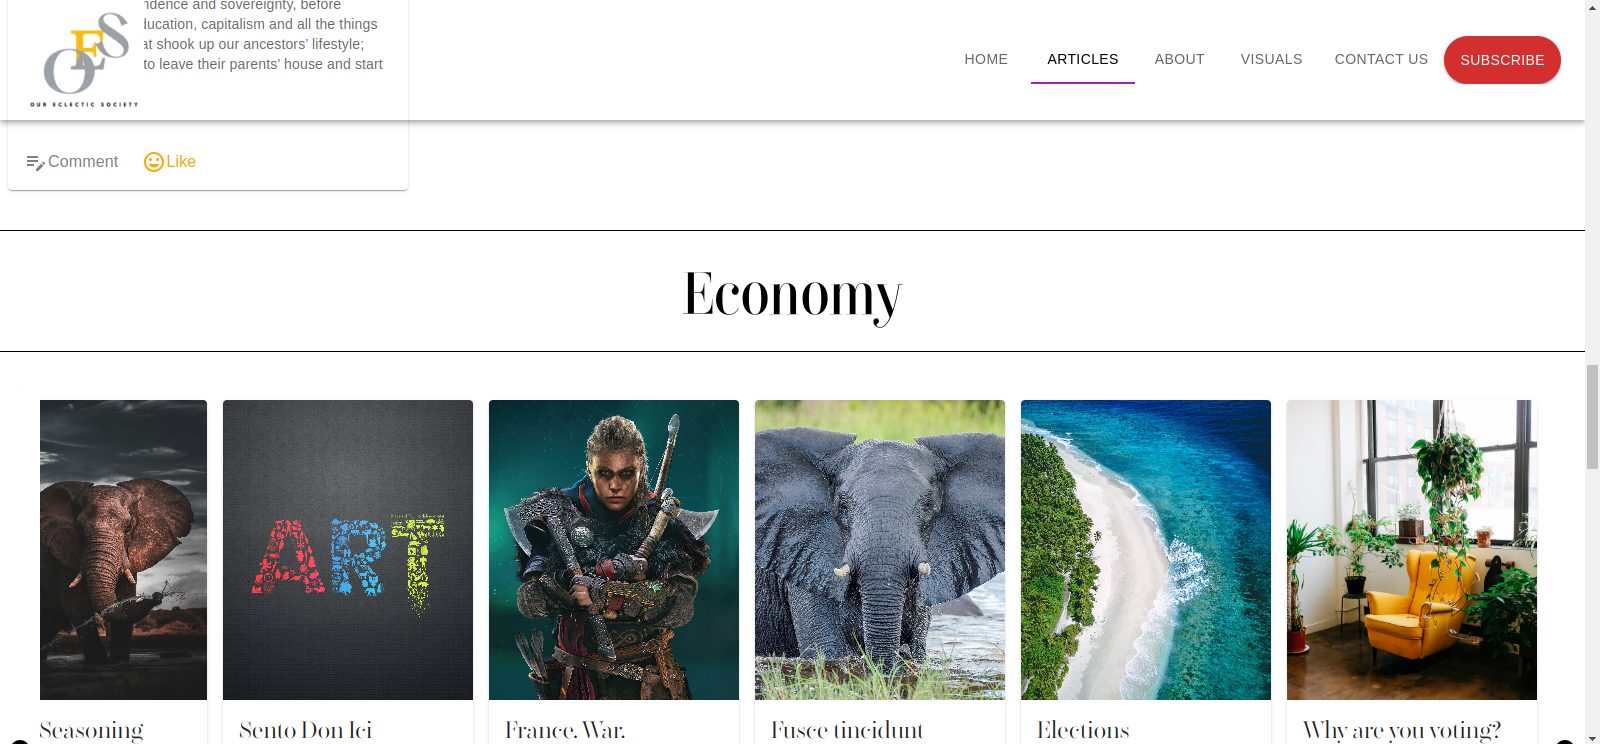 ndence and sovereignty, before
ducation, capitalism and all the things
at shook up our ancestors' lifestyle;
to leave their parents' house and start
OES
OUR ECLECTIC SOCIETY
HOME
ARTICLES
ABOUT
VISUALS
CONTACT US
SUBSCRIBE
Comment
Like
Economy
ART
Seasoning
Sento Don Ici
France. War.
Fusce tincidunt
Elections
Why are you voting?